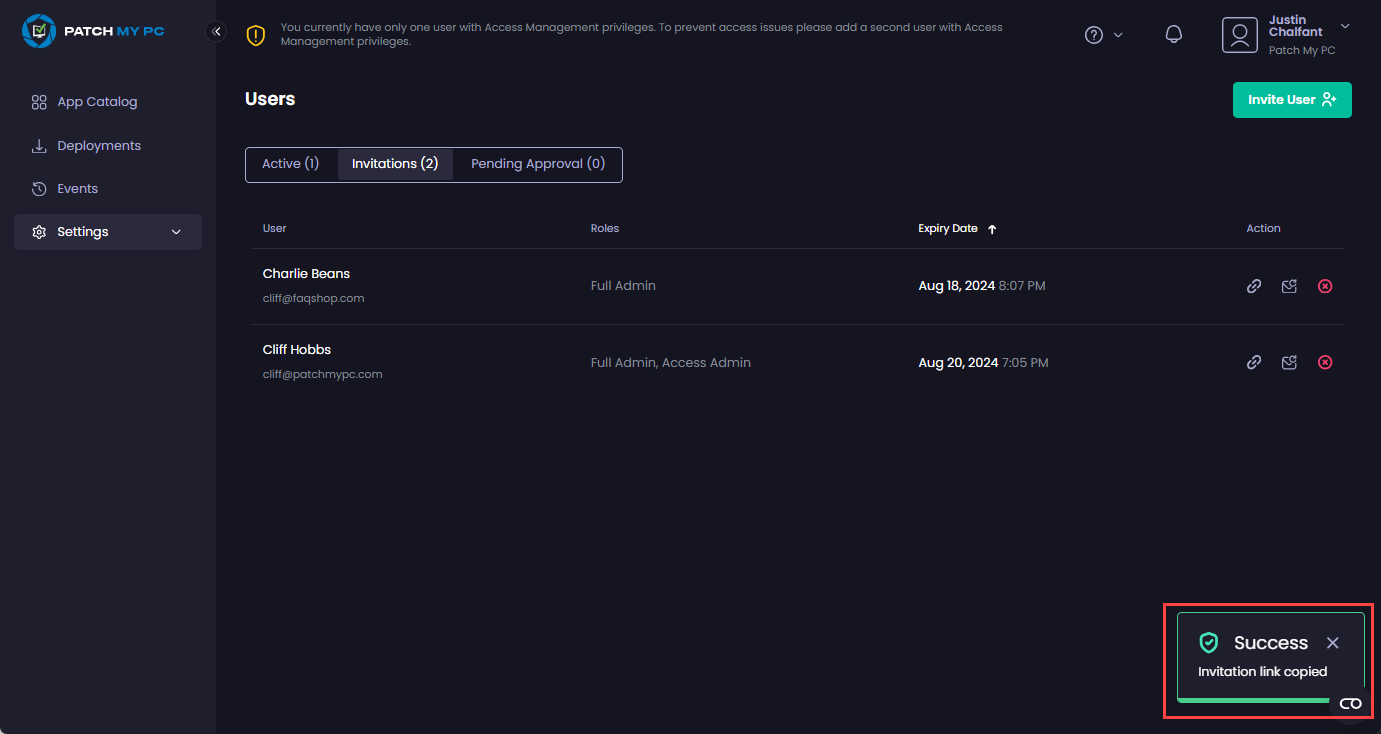 PATCH MY PC
You currently have only one user with Access Management privileges. To prevent access issues please add a second user with Access
Management privileges.
Justin
Chalfant
Patch My PC
App Catalog
Deployments
Events
Settings
Users
Invite User
Active (1)
Invitations (2)
Pending Approval (0)
User
Roles
Expiry Date
Action
Charlie Beans
cliff@faqshop.com
Full Admin
Aug 18, 2024 8:07 PM
Cliff Hobbs
cliff@patchmypc.com
Full Admin, Access Admin
Aug 20, 2024 7:05 PM
Success
Invitation link copied